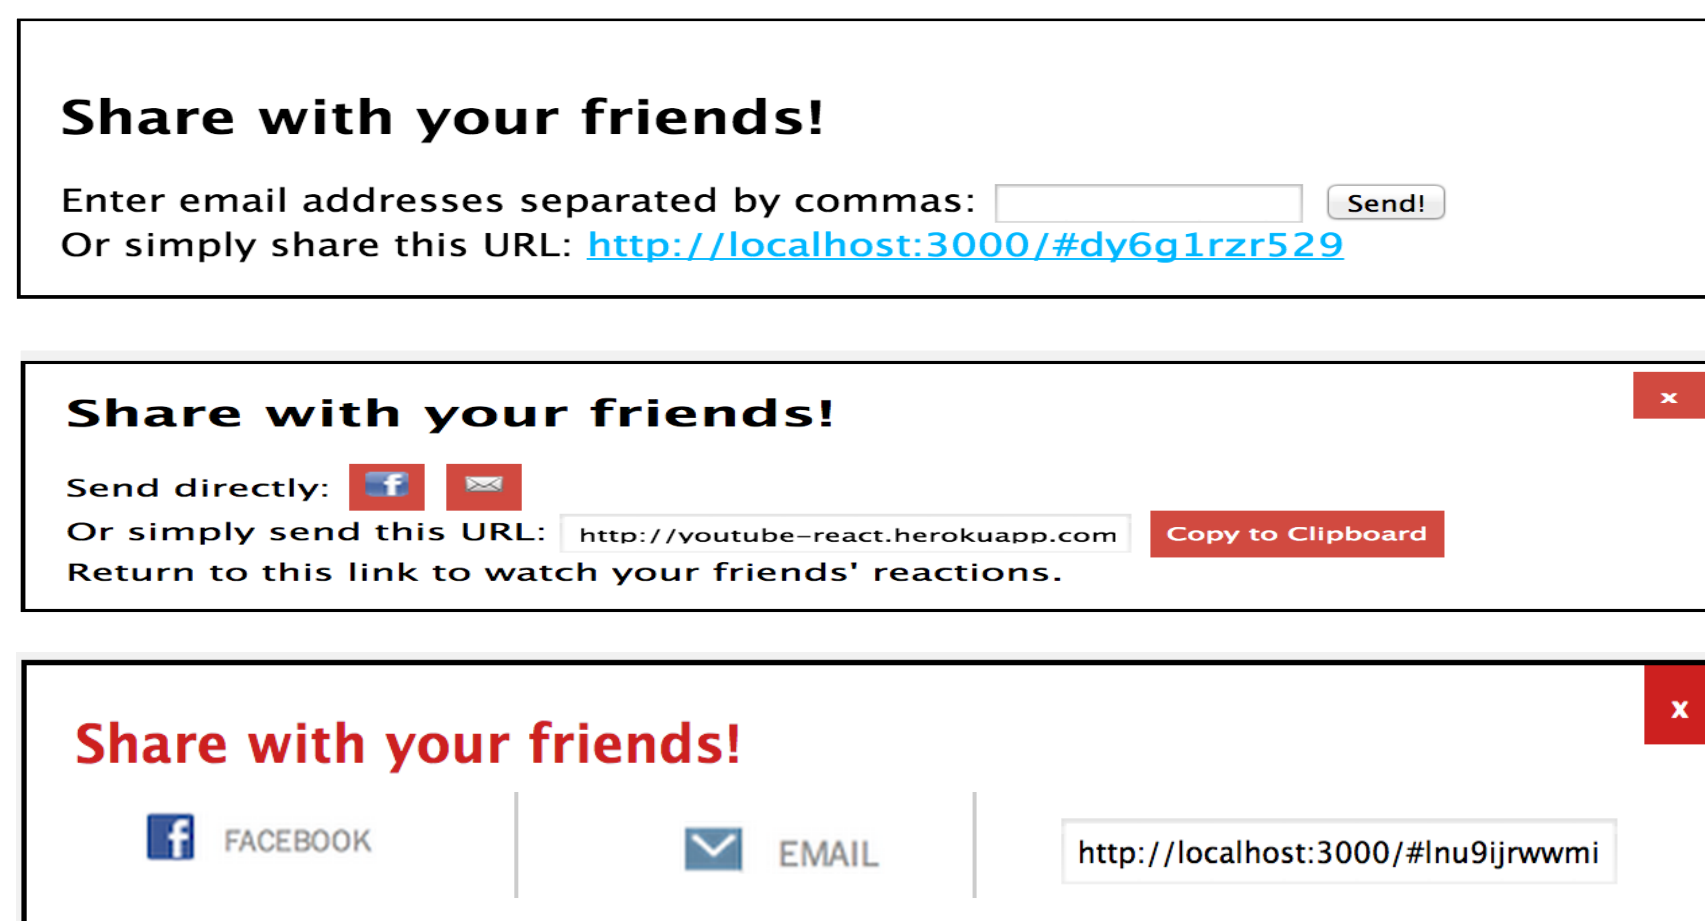 Share with your friends!
Enter email addresses separated by commas: Send!
Or simply share this URL: http://localhost:3000/#dy6g1rzr529
Share with your friends! x
Send directly: f
Or simply send this URL: http://youtube-react.herokuapp.com Copy to Clipboard
Return to this link to watch your friends' reactions.
x
Share with your friends!
f FACEBOOK EMAIL http://localhost:3000/#lnu9ijrwwmi